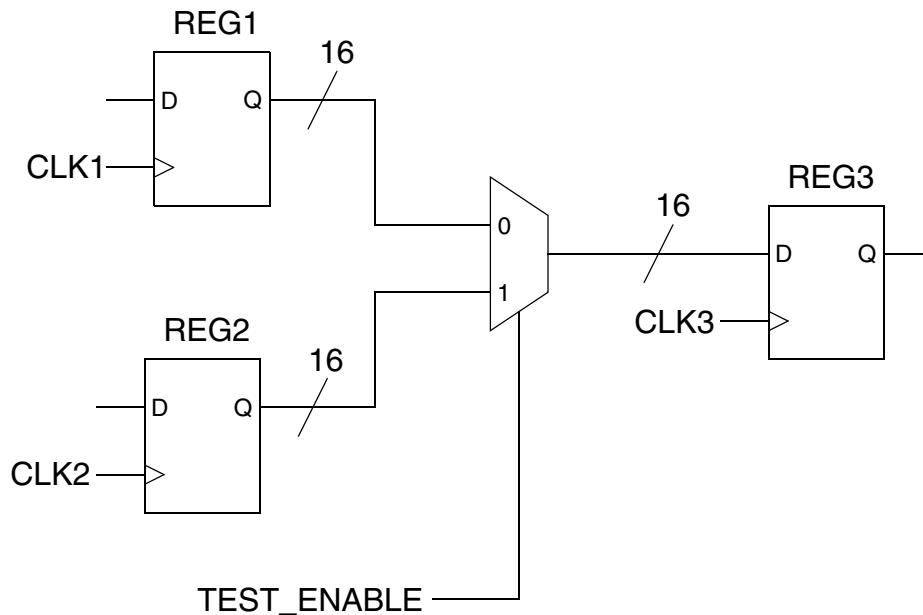 REG1
16
D Q
CLK1
REG3
16
0
D Q
1
CLK3
REG2
16
D Q
CLK2
TEST_ENABLE